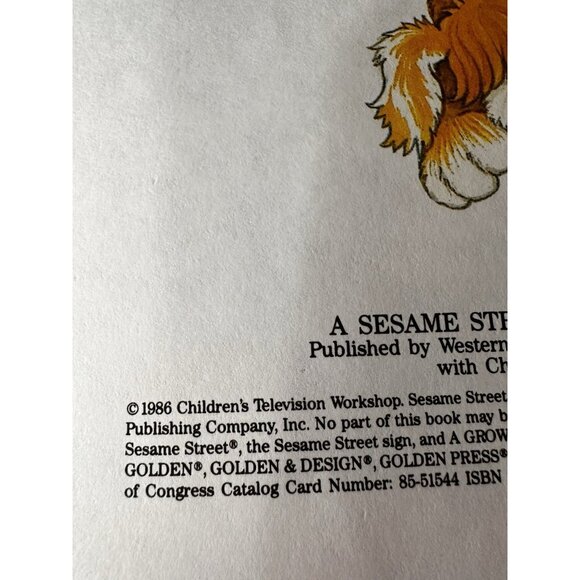 A SESAME STR
Published by Western
with Ch
©1986 Children's Television Workshop. Sesame Street
Publishing Company, Inc. No part of this book may b
Sesame Street®, the Sesame Street sign, and A GROW
GOLDEN®, GOLDEN & DESIGN®, GOLDEN PRESS®
of Congress Catalog Card Number: 85-51544 ISBN